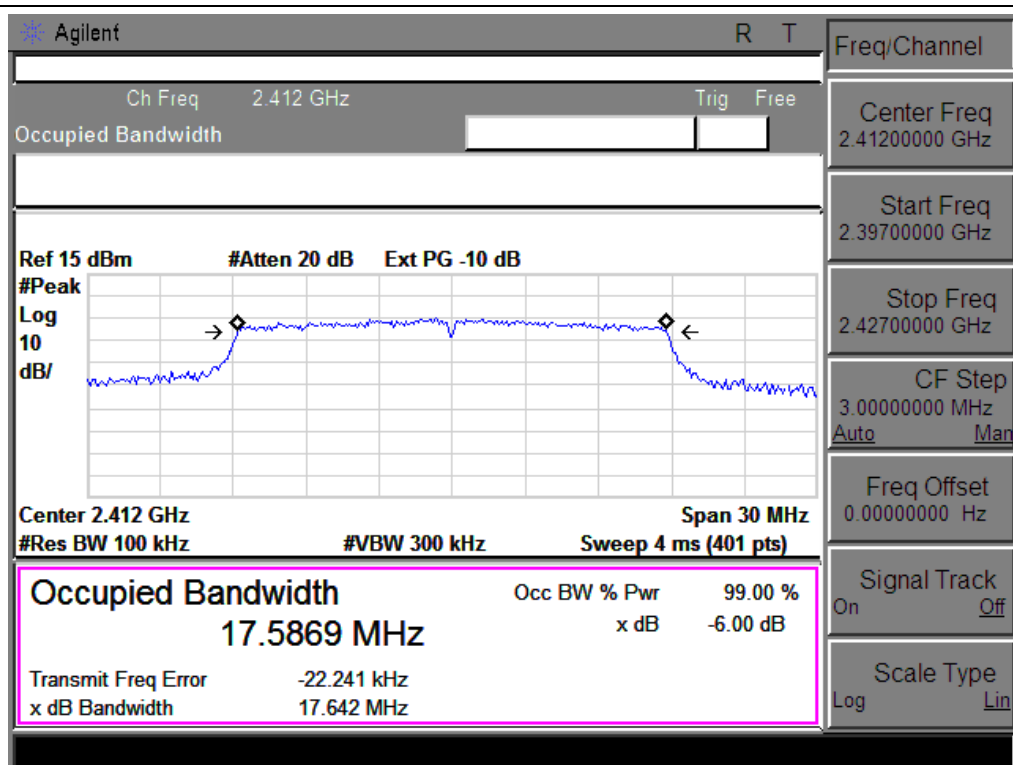 Agilent R T
Ch Freq 2.412 GHz Trig Free
Occupied Bandwidth
Ref 15 dBm #Atten 20 dB Ext PG -10 dB
#Peak
Log
10
dB/
Center 2.412 GHz Span 30 MHz
#Res BW 100 kHz #VBW 300 kHz Sweep 4 ms (401 pts)
Occupied Bandwidth Occ BW % Pwr 99.00 %
17.5869 MHz x dB -6.00 dB
Transmit Freq Error -22.241 kHz
x dB Bandwidth 17.642 MHz
Freq/Channel
Center Freq
2.41200000 GHz
Start Freq
2.39700000 GHz
Stop Freq
2.42700000 GHz
CF Step
3.00000000 MHz
Auto Man
Freq Offset
0.00000000 Hz
Signal Track
On Off
Scale Type
Log Lin